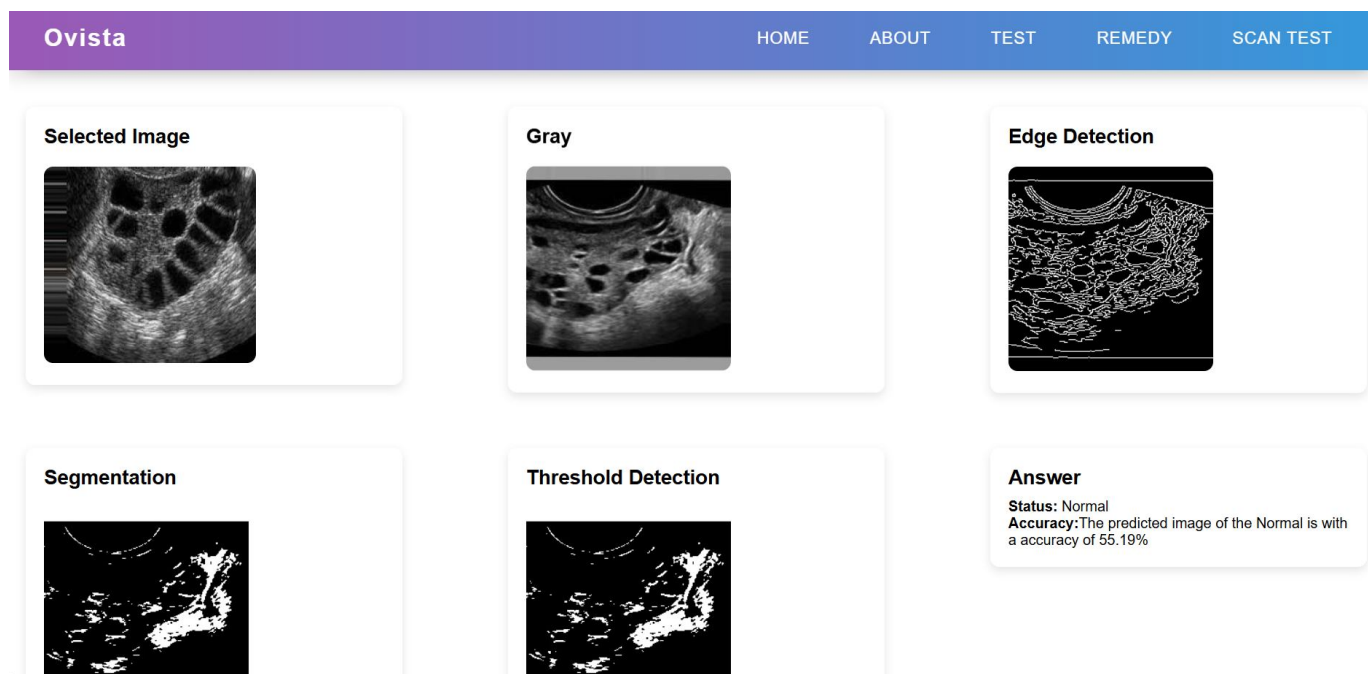 Ovista
HOME ABOUT TEST REMEDY SCAN TEST
Selected Image
Gray
Edge Detection
Segmentation
Threshold Detection
Answer
Status: Normal
Accuracy:The predicted image of the Normal is with
a accuracy of 55.19%